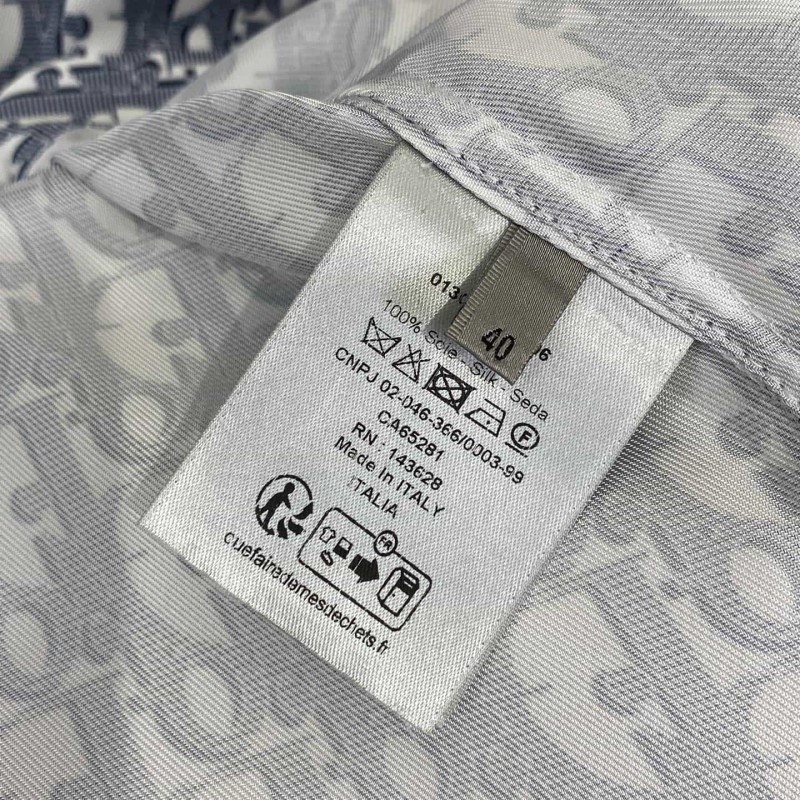 40
100% Soie - Silk - Seda
F
CNPJ 02-046-366/0003-99
CA65281
RN : 143628
Made In ITALY
ITALIA
FR
quefairedemesdechets.fr